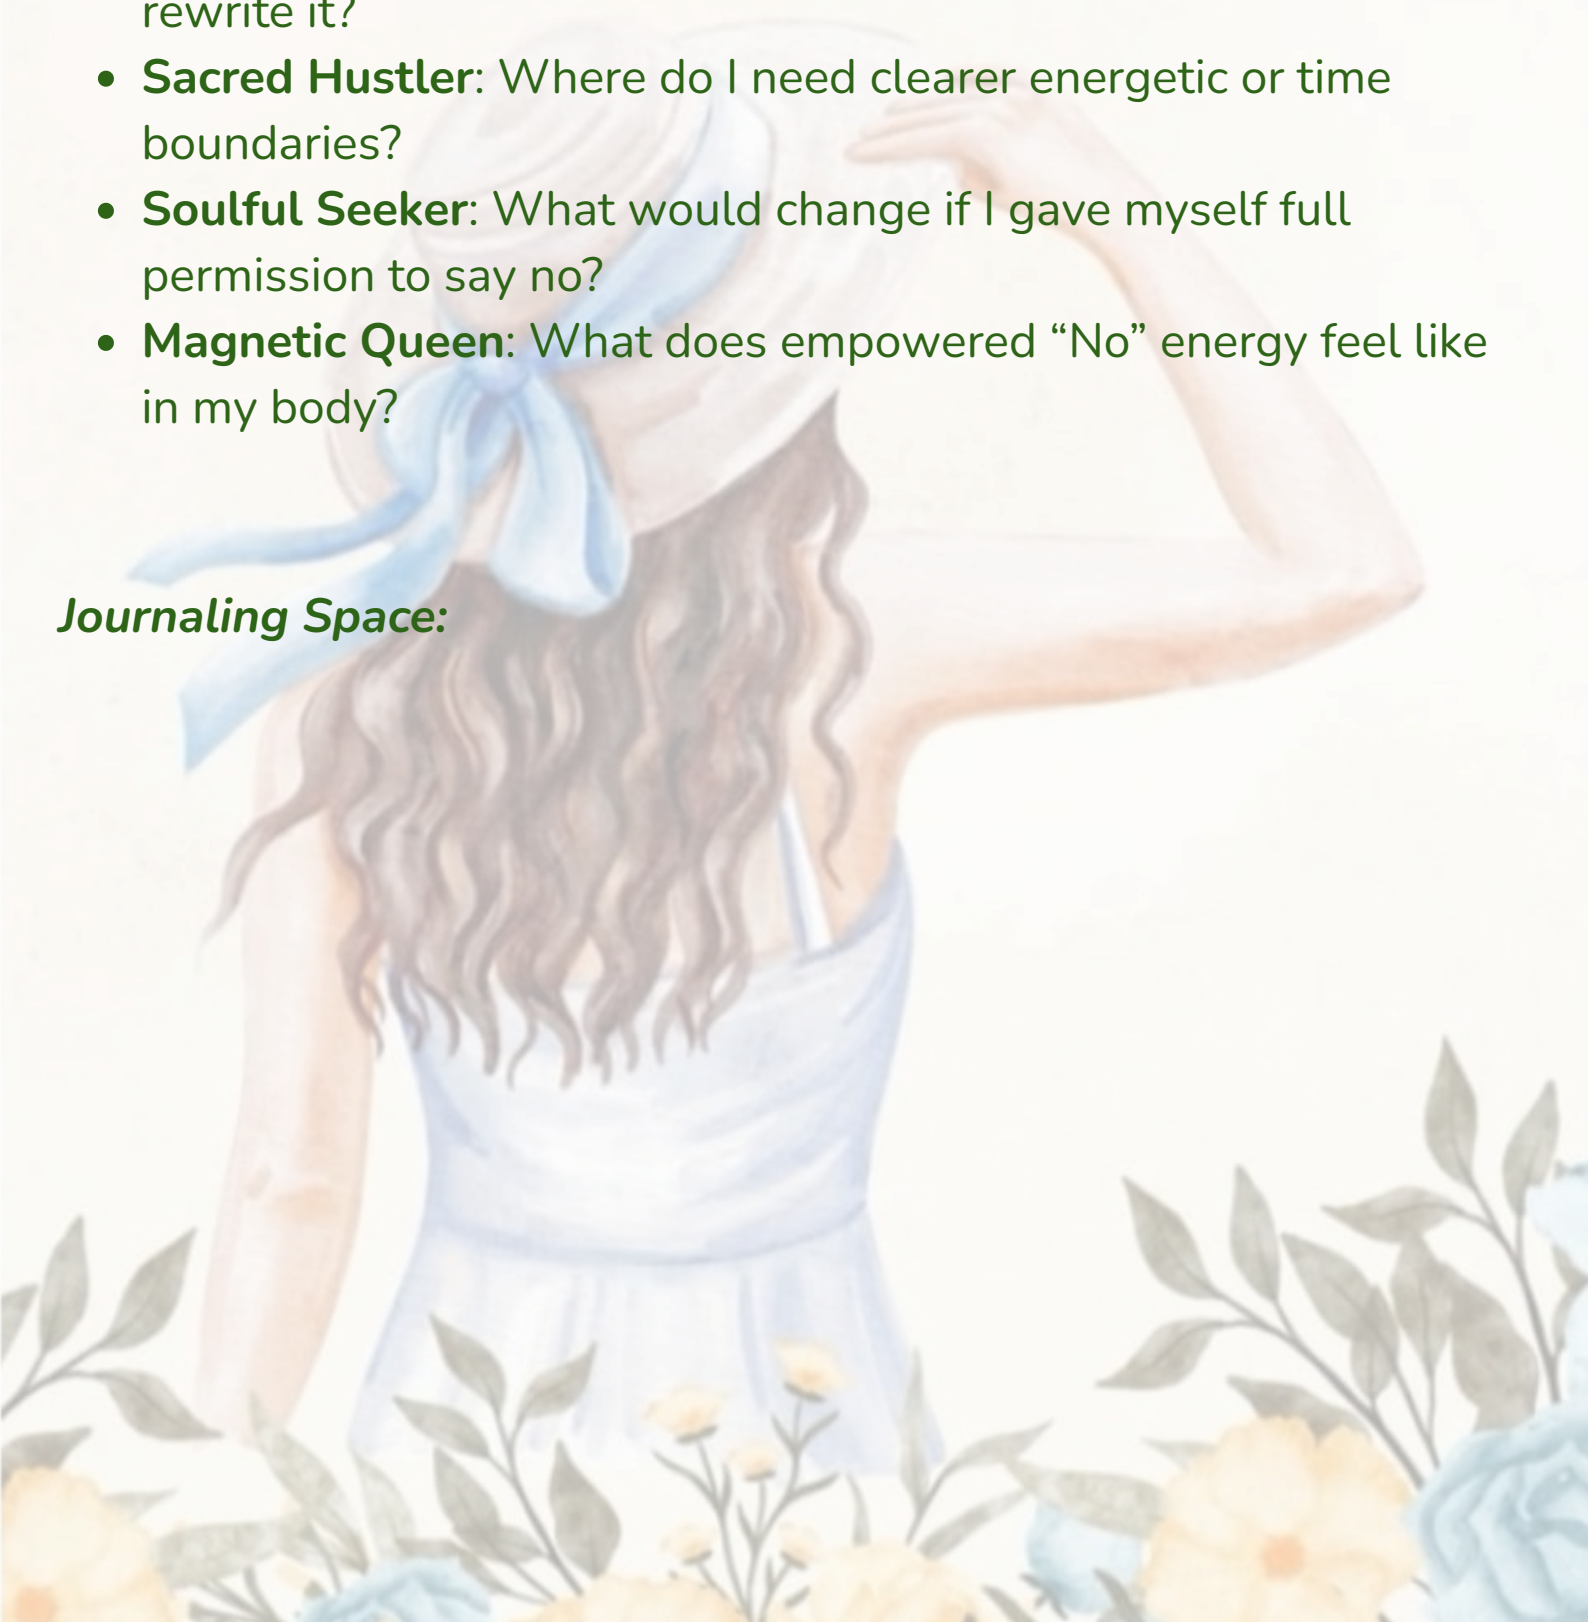 rewrite it?
• Sacred Hustler: Where do I need clearer energetic or time
boundaries?
• Soulful Seeker: What would change if I gave myself full
permission to say no?
• Magnetic Queen: What does empowered “No” energy feel like
in my body?
Journaling Space: